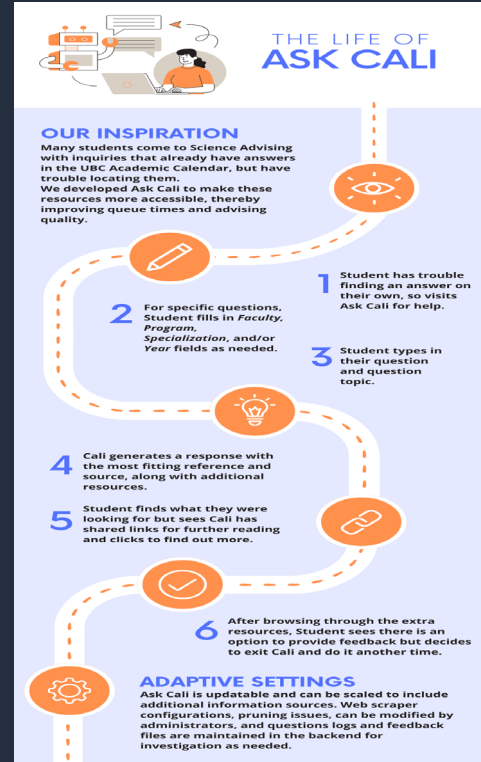 THE LIFE OF
ASK CALI
OUR INSPIRATION
Many students come to Science Advising
with inquiries that already have answers
in the UBC Academic Calendar, but have
trouble locating them.
We developed Ask Cali to make these
resources more accessible, thereby
improving queue times and advising
quality.
1
Student has trouble
finding an answer on
their own, so visits
Ask Cali for help.
2
For specific questions,
Student fills in Faculty,
Program,
Specialization, and/or
Year fields as needed.
3
Student types in
their question
and question
topic.
4
Cali generates a response with
the most fitting reference and
source, along with additional
resources.
5
Student finds what they were
looking for but sees Cali has
shared links for further reading
and clicks to find out more.
6
After browsing through the extra
resources, Student sees there is an
option to provide feedback but decides
to exit Cali and do it another time.
ADAPTIVE SETTINGS
Ask Cali is updatable and can be scaled to include
additional information sources. Web scraper
configurations, pruning issues, can be modified by
administrators, and questions logs and feedback
files are maintained in the backend for
investigation as needed.